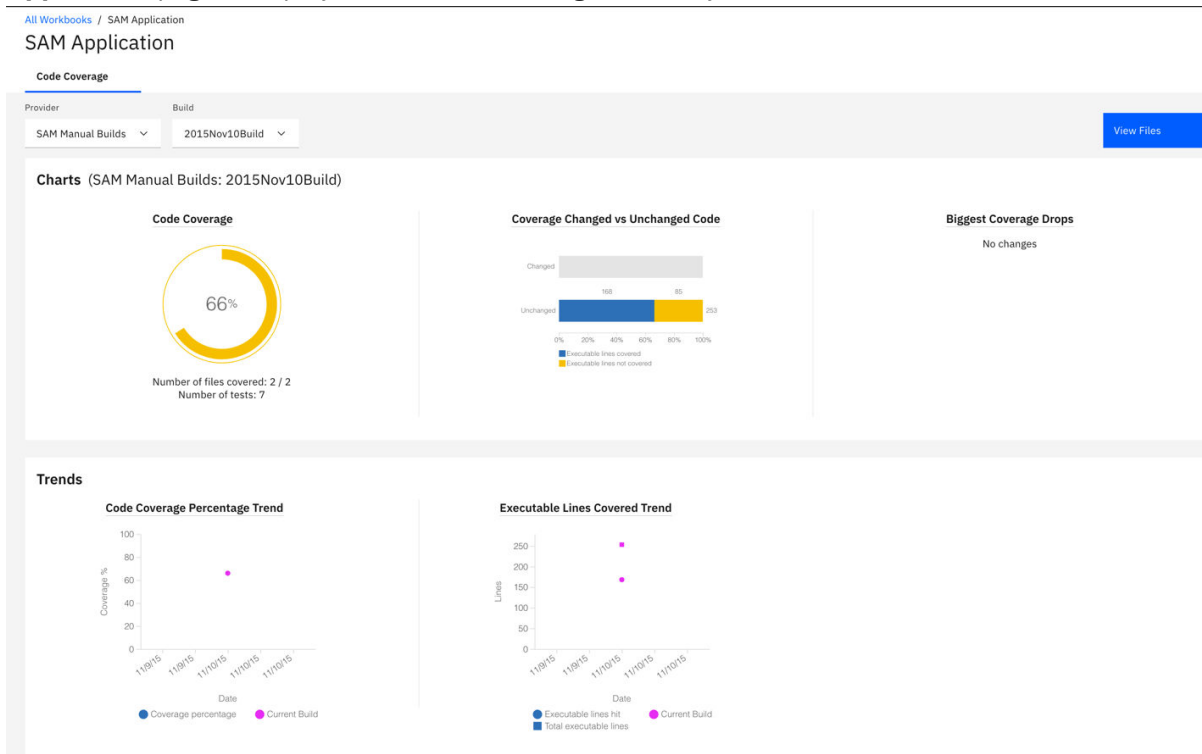 All Workbooks / SAM Application
SAM Application
Code Coverage
Provider
Build
SAM Manual Builds
2015Nov10Build
View Files
Charts (SAM Manual Builds: 2015Nov10Build)
Code Coverage
66%
Number of files covered: 2 / 2
Number of tests: 7
Coverage Changed vs Unchanged Code
Changed
168 85
Unchanged 253
0% 20% 40% 60% 80% 100%
Executable lines covered
Executable lines not covered
Biggest Coverage Drops
No changes
Trends
Code Coverage Percentage Trend
100
80
60
40
20
0
Coverage %
11/9/15 11/9/15 11/10/15 11/10/15 11/10/15
Date
Coverage percentage Current Build
Executable Lines Covered Trend
250
200
150
100
50
0
Lines
11/9/15 11/9/15 11/10/15 11/10/15 11/10/15
Date
Executable lines hit Current Build
Total executable lines